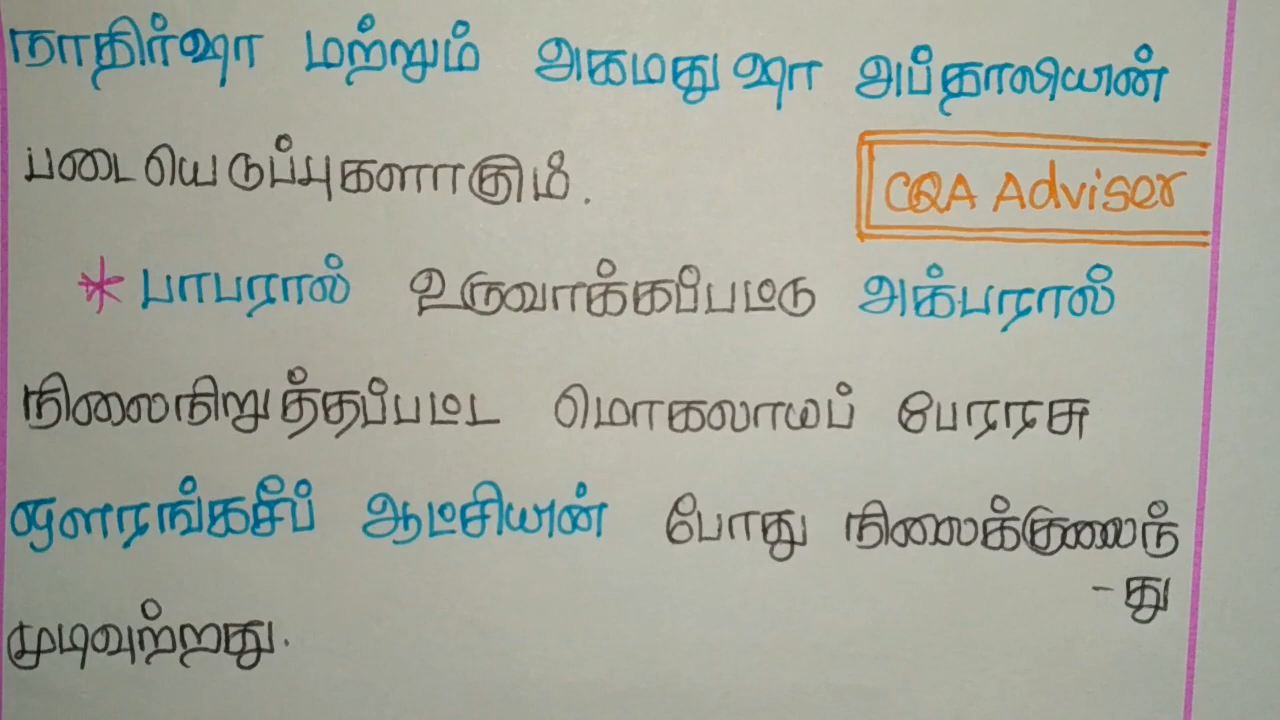 நாதிர்ஷா மற்றும் அகமதுஷா அப்தாலியின்
படையெடுப்புகளாகும்.
CQA Adviser
* பாபரால் உருவாக்கப்பட்டு அக்பரால்
நிலைநிறுத்தப்பட்ட மொகலாயப் பேரரசு
ஔரங்கசீப் ஆட்சியின் போது நிலைக்குலைந்
-து
முடிவுற்றது.